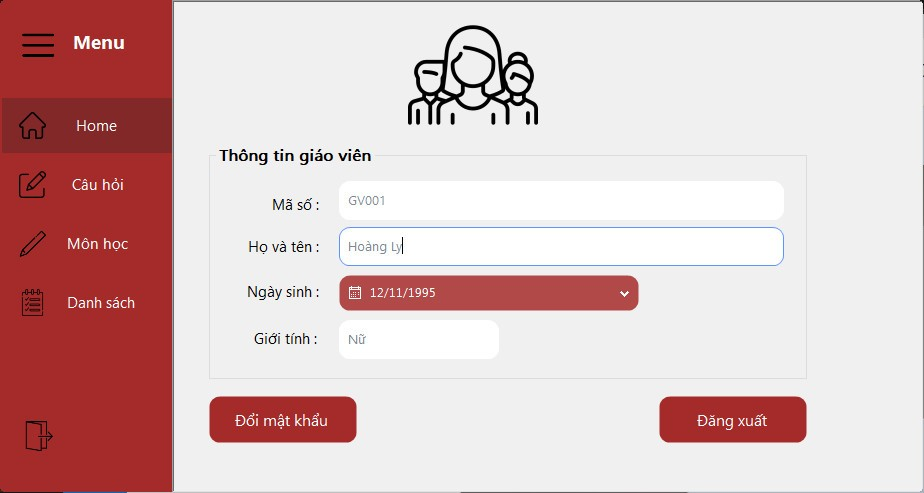 Menu
Home
Câu hỏi
Môn học
Danh sách
Thông tin giáo viên
Mã số : GV001
Họ và tên : Hoàng Ly
Ngày sinh : 12/11/1995
Giới tính : Nữ
Đổi mật khẩu
Đăng xuất